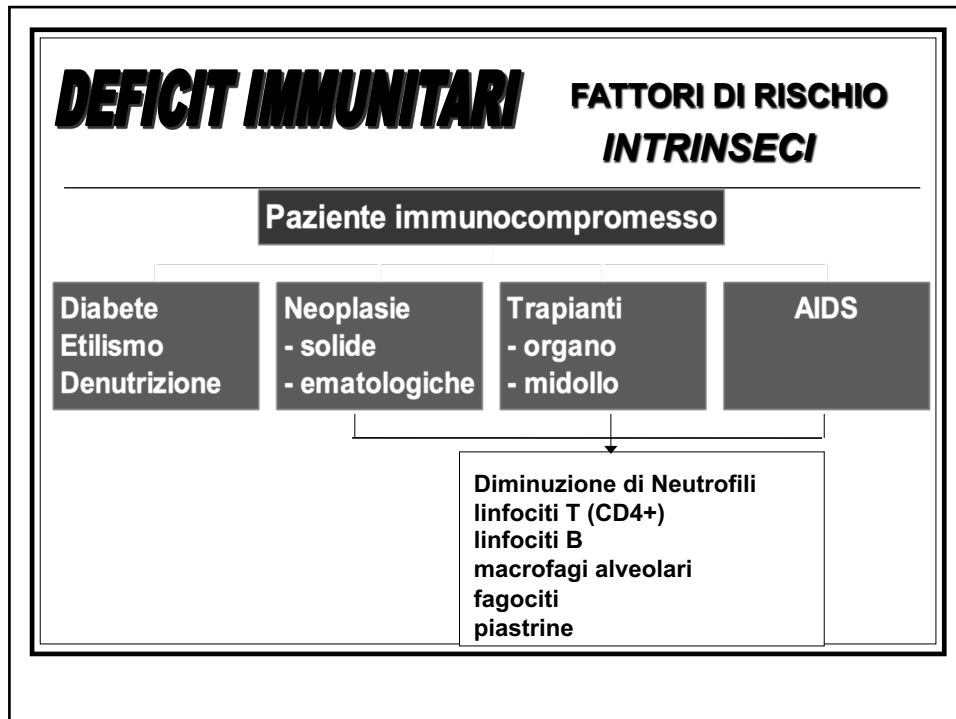 DEFICIT IMMUNITARI
FATTORI DI RISCHIO
INTRINSECI
Paziente immunocompromesso
Diabete
Etilismo
Denutrizione
Neoplasie
- solide
- ematologiche
Trapianti
- organo
- midollo
AIDS
Diminuzione di Neutrofili
linfociti T (CD4+)
linfociti B
macrofagi alveolari
fagociti
piastrine